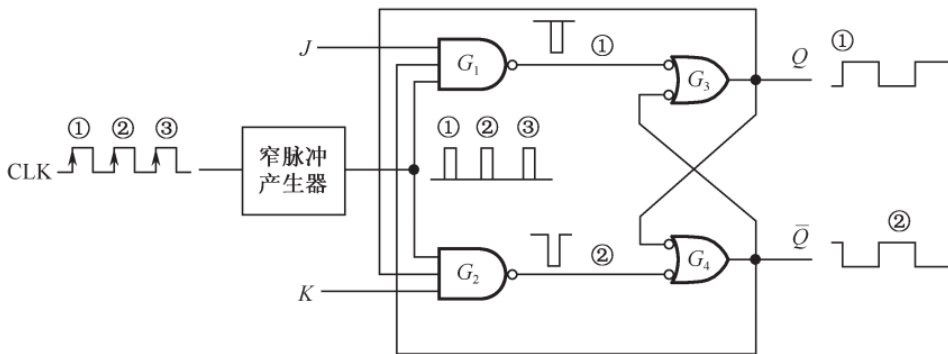 J
G₁
①
G₃
Q
①
① ② ③
CLK
窄脉冲
产生器
① ② ③
G₂
K
②
G₄
Q̄
②